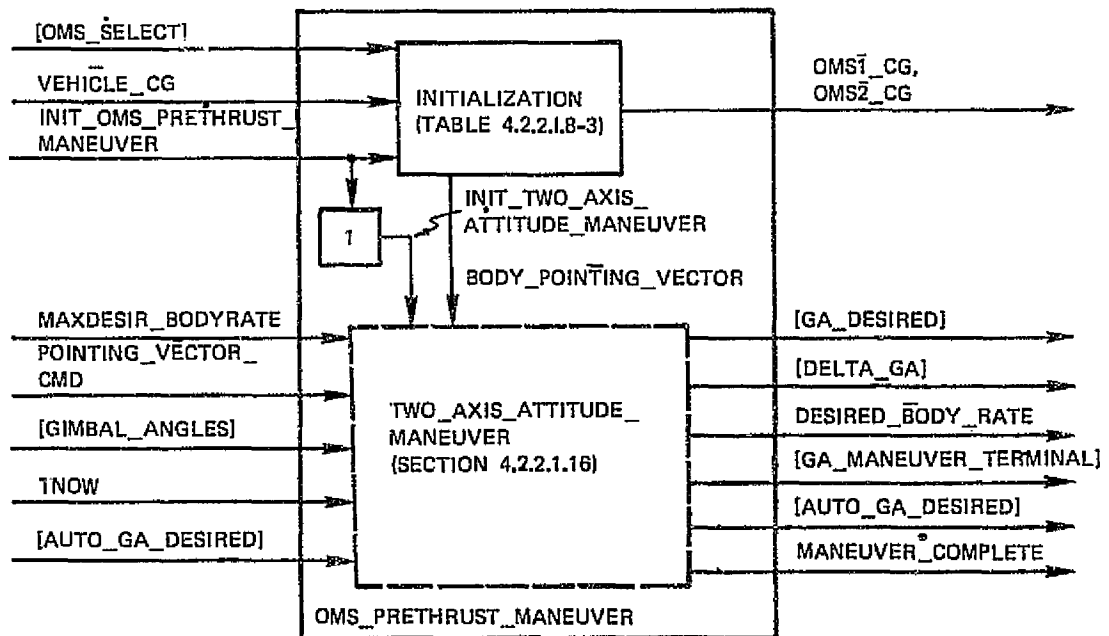 [OMS_SELECT]
VEHICLE_CG
INIT_OMS_PRETHRUST_
MANEUVER
INITIALIZATION
(TABLE 4.2.2.1.8-3)
OMS1_CG,
OMS2_CG
1
INIT_TWO_AXIS_
ATTITUDE_MANEUVER
BODY_POINTING_VECTOR
MAXDESIR_BODYRATE
POINTING_VECTOR_
CMD
[GIMBAL_ANGLES]
TNOW
[AUTO_GA_DESIRED]
TWO_AXIS_ATTITUDE_
MANEUVER
(SECTION 4.2.2.1.16)
[GA_DESIRED]
[DELTA_GA]
DESIRED_BODY_RATE
[GA_MANEUVER_TERMINAL]
[AUTO_GA_DESIRED]
MANEUVER_COMPLETE
OMS_PRETHRUST_MANEUVER